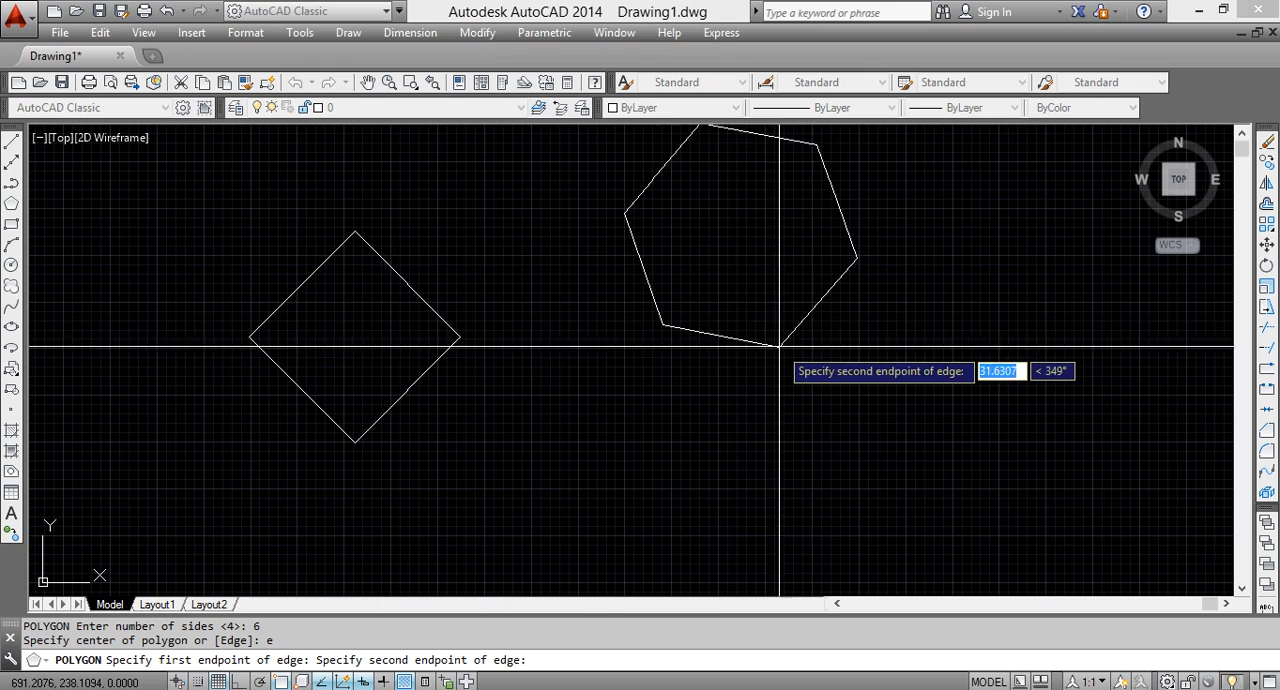 Autodesk AutoCAD 2014 Drawing1.dwg
AutoCAD Classic
Type a keyword or phrase
Sign In
File Edit View Insert Format Tools Draw Dimension Modify Parametric Window Help Express
Drawing1*
Standard Standard Standard Standard
AutoCAD Classic
0
ByLayer ByLayer ByLayer ByColor
[−][Top][2D Wireframe]
N
W TOP E
S
WCS
Specify second endpoint of edge: 31.6307 < 349°
Y
X
A
Model Layout1 Layout2
POLYGON Enter number of sides <4>: 6
Specify center of polygon or [Edge]: e
POLYGON Specify first endpoint of edge: Specify second endpoint of edge:
691.2076, 238.1094, 0.0000
MODEL
1:1